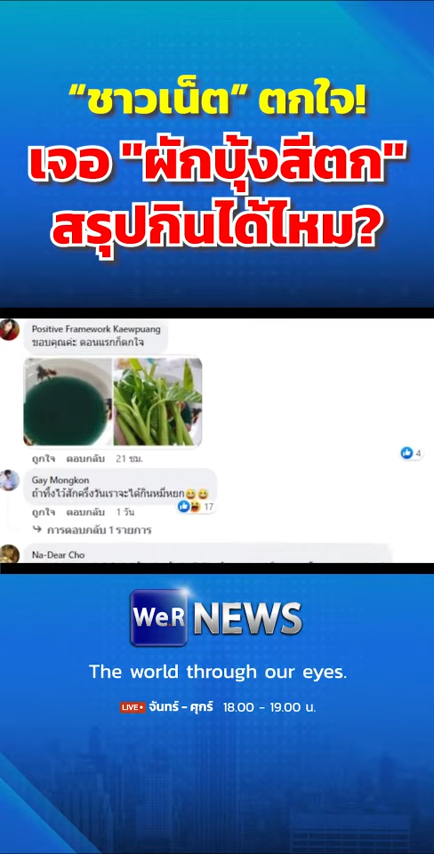 “ชาวเน็ต” ตกใจ!
เจอ "ผักบุ้งสีตก"
สรุปกินได้ไหม?
Positive Framework Kaewpuang
ขอบคุณค่ะ ตอนแรกก็ตกใจ
ถูกใจ ตอบกลับ 21 ชม.
4
Gay Mongkon
ถ้าทิ้งไว้สักครึ่งวันเราจะได้กินหมี่หยก😄😄
17
ถูกใจ ตอบกลับ 1 วัน
การตอบกลับ 1 รายการ
Na-Dear Cho
WeR NEWS
The world through our eyes.
LIVE จันทร์ - ศุกร์ 18.00 - 19.00 น.